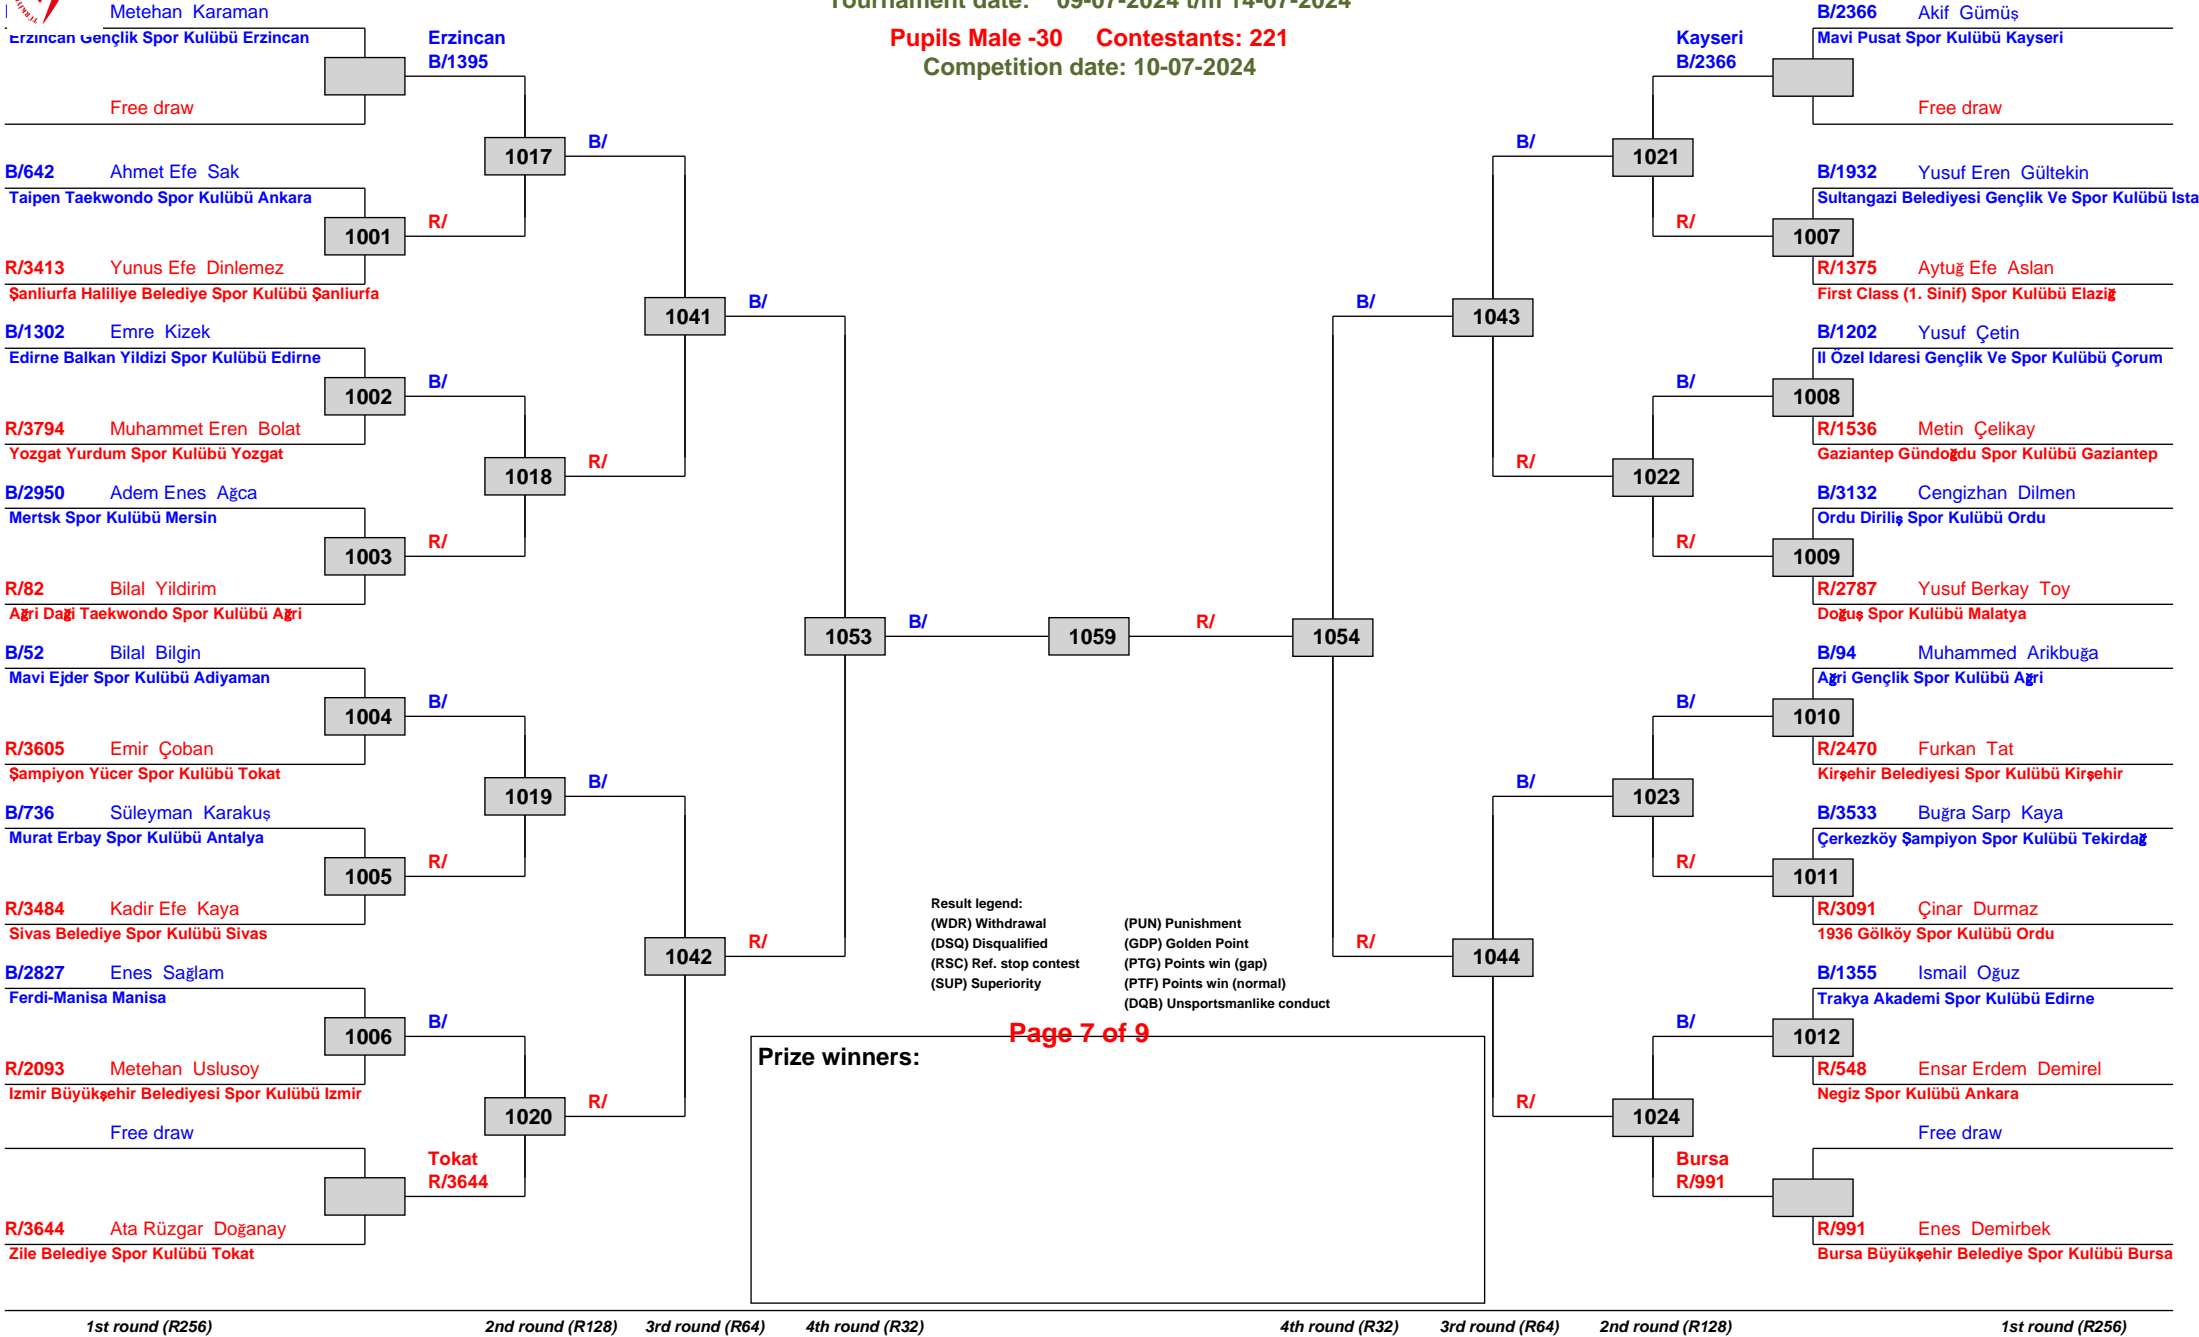 Tournament date: 09-07-2024 t/m 14-07-2024
Pupils Male -30 Contestants: 221
Competition date: 10-07-2024
Metehan Karaman
Erzincan Gençlik Spor Kulübü Erzincan
Erzincan
B/1395
Free draw
1017
B/
B/642 Ahmet Efe Sak
Taipen Taekwondo Spor Kulübü Ankara
1001
R/
R/3413 Yunus Efe Dinlemez
Şanliurfa Haliliye Belediye Spor Kulübü Şanliurfa
1041
B/
B/1302 Emre Kizek
Edirne Balkan Yildizi Spor Kulübü Edirne
1002
B/
R/3794 Muhammet Eren Bolat
Yozgat Yurdum Spor Kulübü Yozgat
1018
R/
B/2950 Adem Enes Ağca
Mertsk Spor Kulübü Mersin
1003
R/
R/82 Bilal Yildirim
Ağri Daği Taekwondo Spor Kulübü Ağri
1053
B/
1059
R/
1054
B/52 Bilal Bilgin
Mavi Ejder Spor Kulübü Adiyaman
1004
B/
R/3605 Emir Çoban
Şampiyon Yücer Spor Kulübü Tokat
1019
B/
B/736 Süleyman Karakuş
Murat Erbay Spor Kulübü Antalya
1005
R/
R/3484 Kadir Efe Kaya
Sivas Belediye Spor Kulübü Sivas
1042
R/
B/2827 Enes Sağlam
Ferdi-Manisa Manisa
1006
B/
R/2093 Metehan Uslusoy
Izmir Büyükşehir Belediyesi Spor Kulübü Izmir
1020
R/
Free draw
Tokat
R/3644
R/3644 Ata Rüzgar Doğanay
Zile Belediye Spor Kulübü Tokat
B/2366 Akif Gümüş
Mavi Pusat Spor Kulübü Kayseri
Kayseri
B/2366
Free draw
B/
1021
B/1932 Yusuf Eren Gültekin
Sultangazi Belediyesi Gençlik Ve Spor Kulübü Ista
R/
1007
R/1375 Aytuğ Efe Aslan
First Class (1. Sinif) Spor Kulübü Elaziğ
B/
1043
B/1202 Yusuf Çetin
Il Özel Idaresi Gençlik Ve Spor Kulübü Çorum
B/
1008
R/1536 Metin Çelikay
Gaziantep Gündoğdu Spor Kulübü Gaziantep
R/
1022
B/3132 Cengizhan Dilmen
Ordu Diriliş Spor Kulübü Ordu
R/
1009
R/2787 Yusuf Berkay Toy
Doğuş Spor Kulübü Malatya
B/94 Muhammed Arikbuğa
Ağri Gençlik Spor Kulübü Ağri
B/
1010
R/2470 Furkan Tat
Kirşehir Belediyesi Spor Kulübü Kirşehir
B/
1023
B/3533 Buğra Sarp Kaya
Çerkezköy Şampiyon Spor Kulübü Tekirdağ
R/
1011
R/3091 Çinar Durmaz
1936 Gölköy Spor Kulübü Ordu
R/
1044
B/1355 Ismail Oğuz
Trakya Akademi Spor Kulübü Edirne
B/
1012
R/548 Ensar Erdem Demirel
Negiz Spor Kulübü Ankara
R/
1024
Free draw
Bursa
R/991
R/991 Enes Demirbek
Bursa Büyükşehir Belediye Spor Kulübü Bursa
Result legend:
(WDR) Withdrawal (PUN) Punishment
(DSQ) Disqualified (GDP) Golden Point
(RSC) Ref. stop contest (PTG) Points win (gap)
(SUP) Superiority (PTF) Points win (normal)
(DQB) Unsportsmanlike conduct
Page 7 of 9
Prize winners:
1st round (R256) 2nd round (R128) 3rd round (R64) 4th round (R32) 4th round (R32) 3rd round (R64) 2nd round (R128) 1st round (R256)